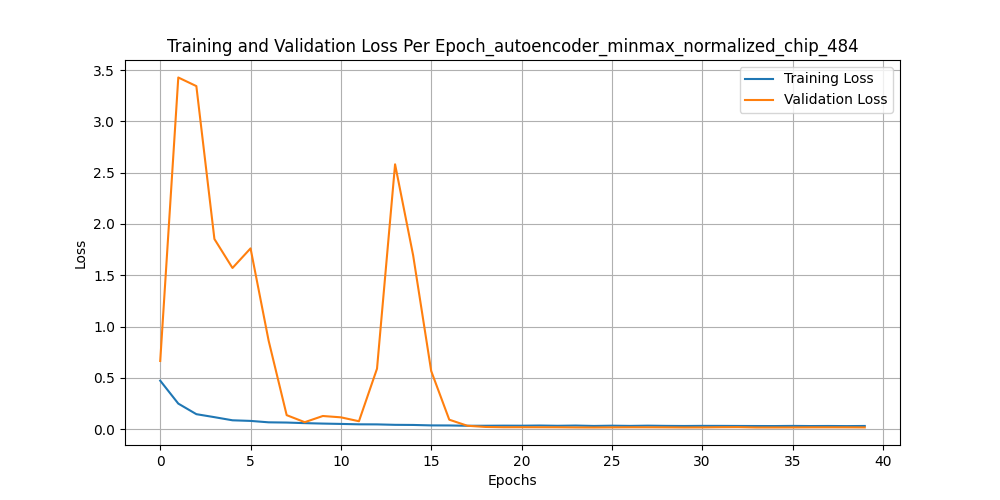 Training and Validation Loss Per Epoch_autoencoder_minmax_normalized_chip_484
Training Loss
Validation Loss
3.5
3.0
2.5
2.0
1.5
1.0
0.5
0.0
Loss
0 5 10 15 20 25 30 35 40
Epochs